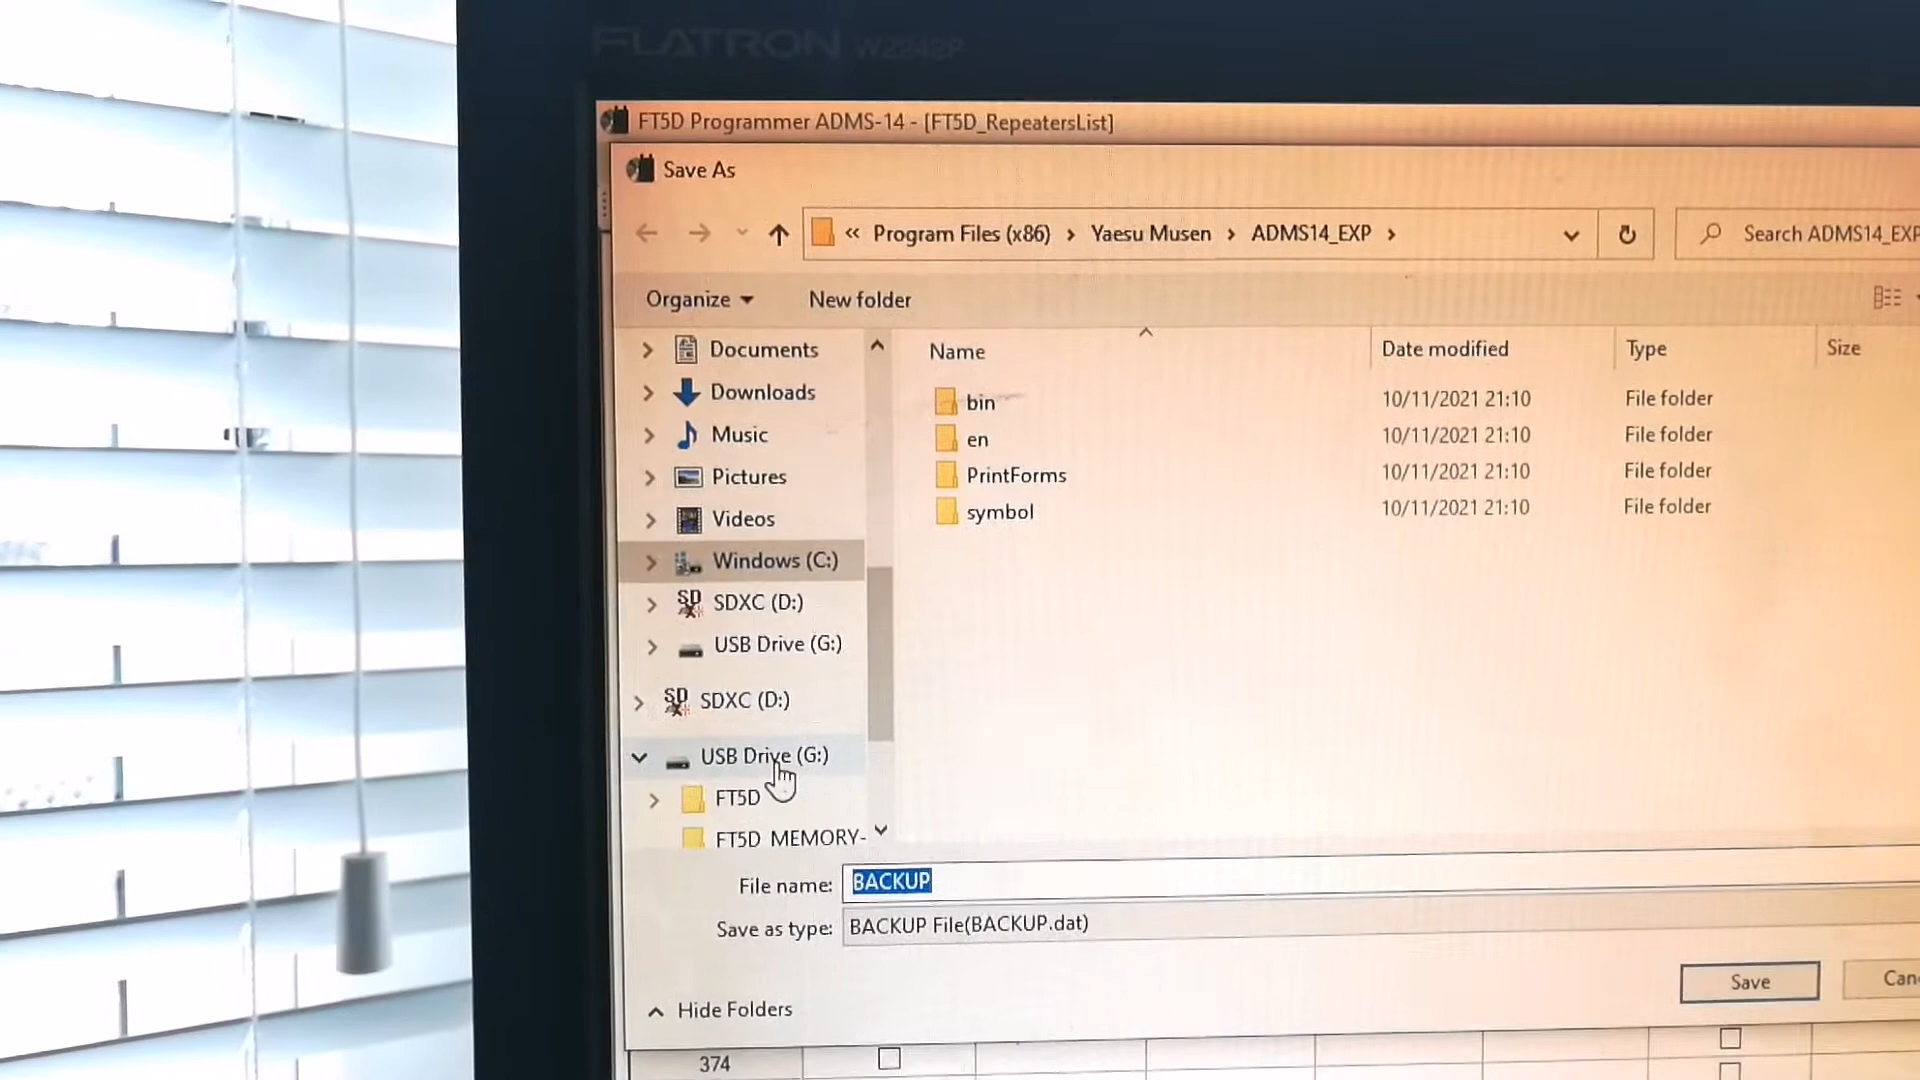 FLATRON W2242P
FT5D Programmer ADMS-14 - [FT5D_RepeatersList]
Save As
« Program Files (x86) › Yaesu Musen › ADMS14_EXP ›
Search ADMS14_EXP
Organize
New folder
Name
Date modified
Type
Size
Documents
Downloads
Music
Pictures
Videos
Windows (C:)
SDXC (D:)
USB Drive (G:)
SDXC (D:)
USB Drive (G:)
FT5D
FT5D MEMORY-
bin 10/11/2021 21:10 File folder
en 10/11/2021 21:10 File folder
PrintForms 10/11/2021 21:10 File folder
symbol 10/11/2021 21:10 File folder
File name: BACKUP
Save as type: BACKUP File(BACKUP.dat)
Save
Can
Hide Folders
374